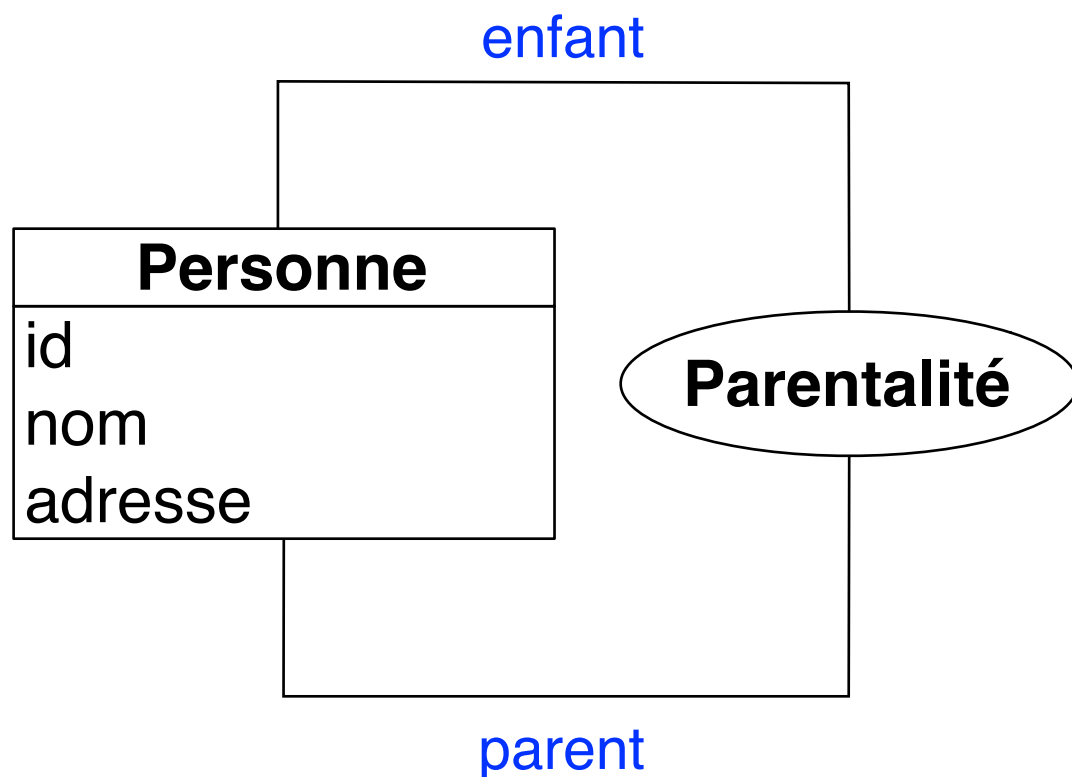 enfant
Personne
id
nom
adresse
Parentalité
parent